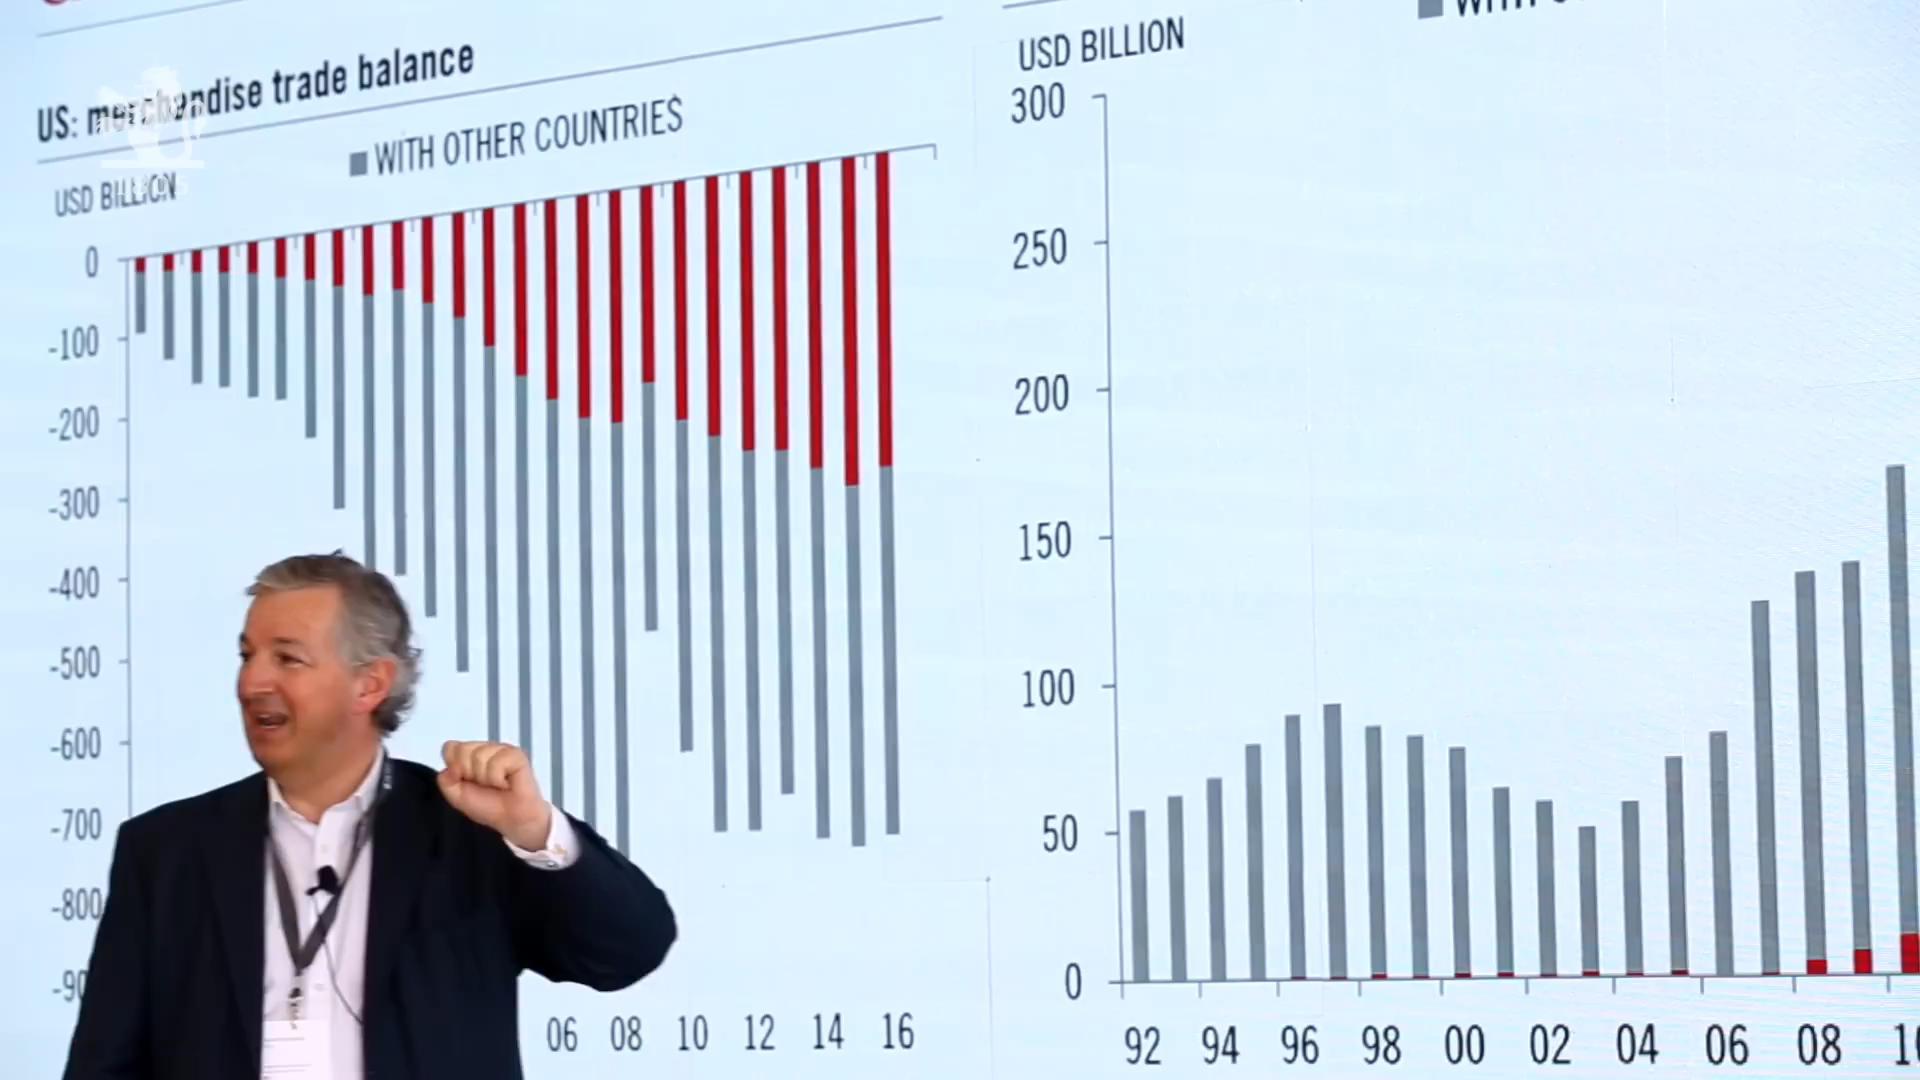 US: merchandise trade balance
WITH OTHER COUNTRIES
USD BILLION
0
-100
-200
-300
-400
-500
-600
-700
-800
-90
06 08 10 12 14 16
USD BILLION
300
250
200
150
100
50
0
92 94 96 98 00 02 04 06 08 10